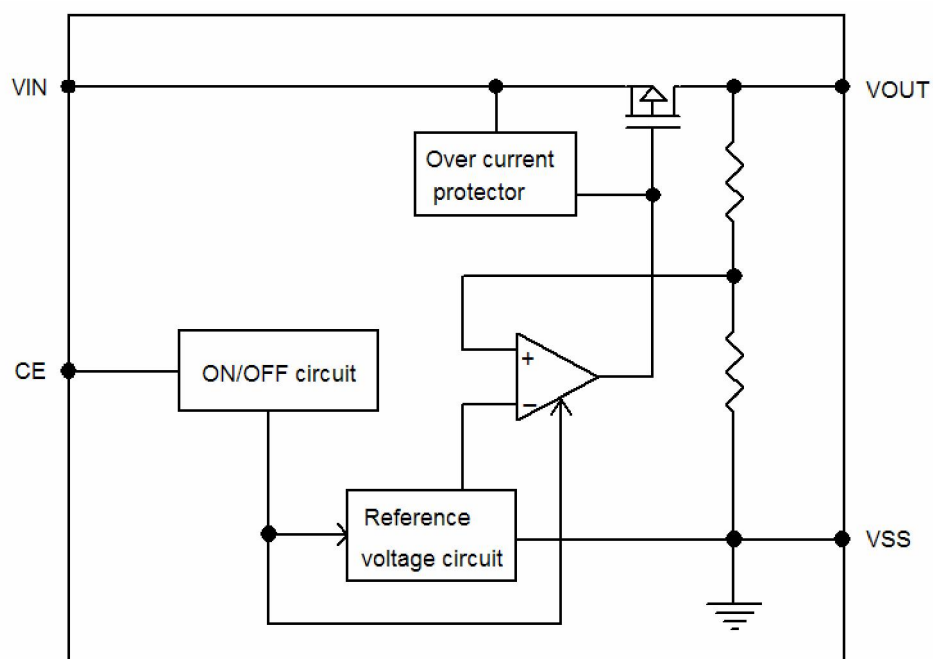 VIN
VOUT
Over current
protector
+
CE
ON/OFF circuit
−
Reference
voltage circuit
VSS